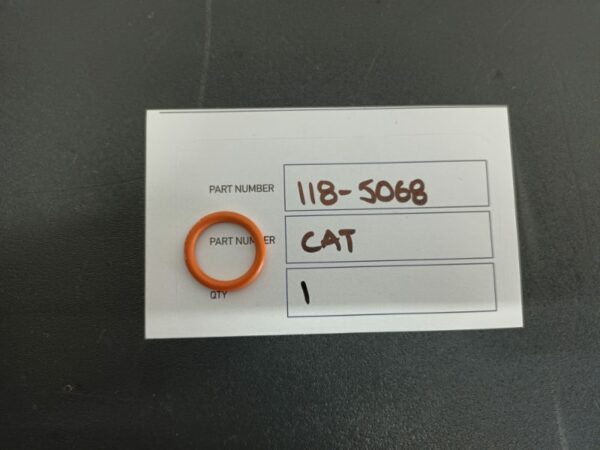 PART NUMBER 118-5068
PART NUMBER CAT
QTY 1